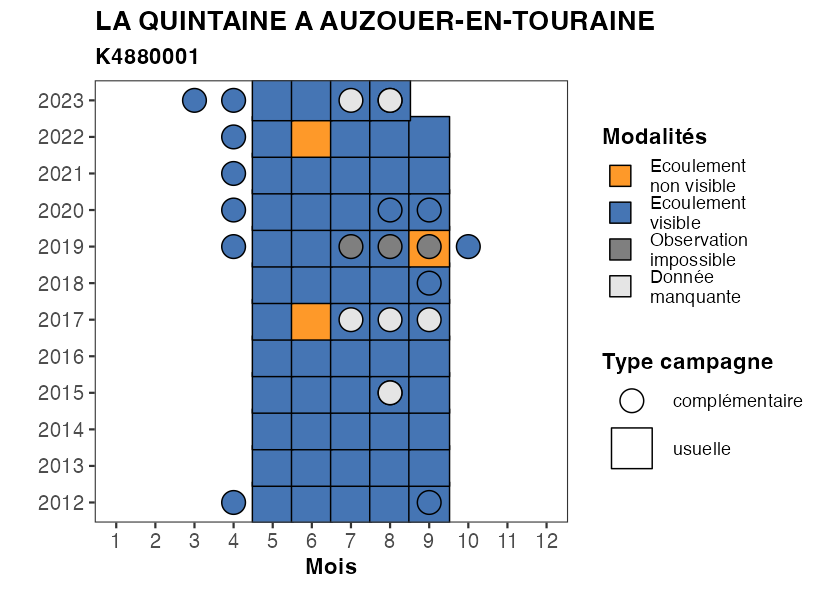 LA QUINTAINE A AUZOUER-EN-TOURAINE
K4880001
2023
2022
2021
2020
2019
2018
2017
2016
2015
2014
2013
2012
1 2 3 4 5 6 7 8 9 10 11 12
Mois
Modalités
Ecoulement
non visible
Ecoulement
visible
Observation
impossible
Donnée
manquante
Type campagne
complémentaire
usuelle